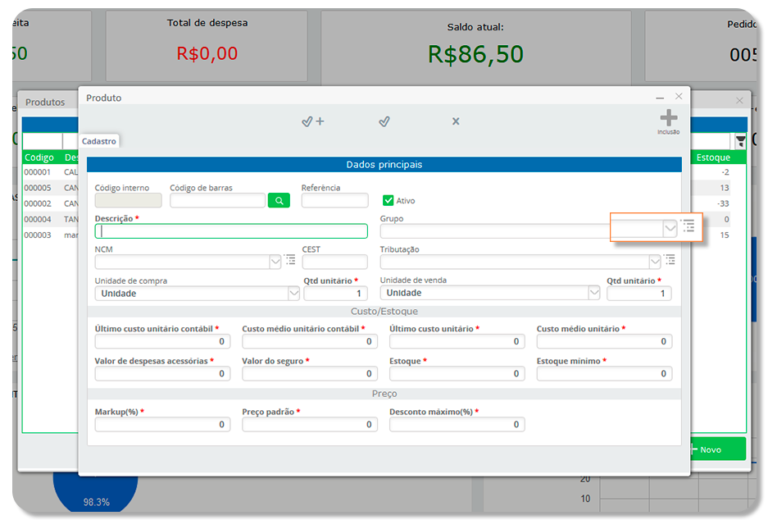 eita
Total de despesa
Saldo atual:
Pedido
50
R$0,00
R$86,50
005
Produtos
Produto
inclusão
Cadastro
Dados principais
Codigo
Des
Estoque
000001
CAL
-2
000005
CAN
13
000002
CAN
-33
000004
TAN
0
000003
mar
15
Código interno
Código de barras
Referência
Ativo
Descrição *
Grupo
NCM
CEST
Tributação
Unidade de compra
Qtd unitário *
Unidade de venda
Qtd unitário *
Unidade
1
Unidade
1
Custo/Estoque
Último custo unitário contábil *
Custo médio unitário contábil *
Último custo unitário *
Custo médio unitário *
0
0
0
0
Valor de despesas acessórias *
Valor do seguro *
Estoque *
Estoque mínimo *
0
0
0
0
Preço
Markup(%) *
Preço padrão *
Desconto máximo(%) *
0
0
0
Novo
98.3%
20
10